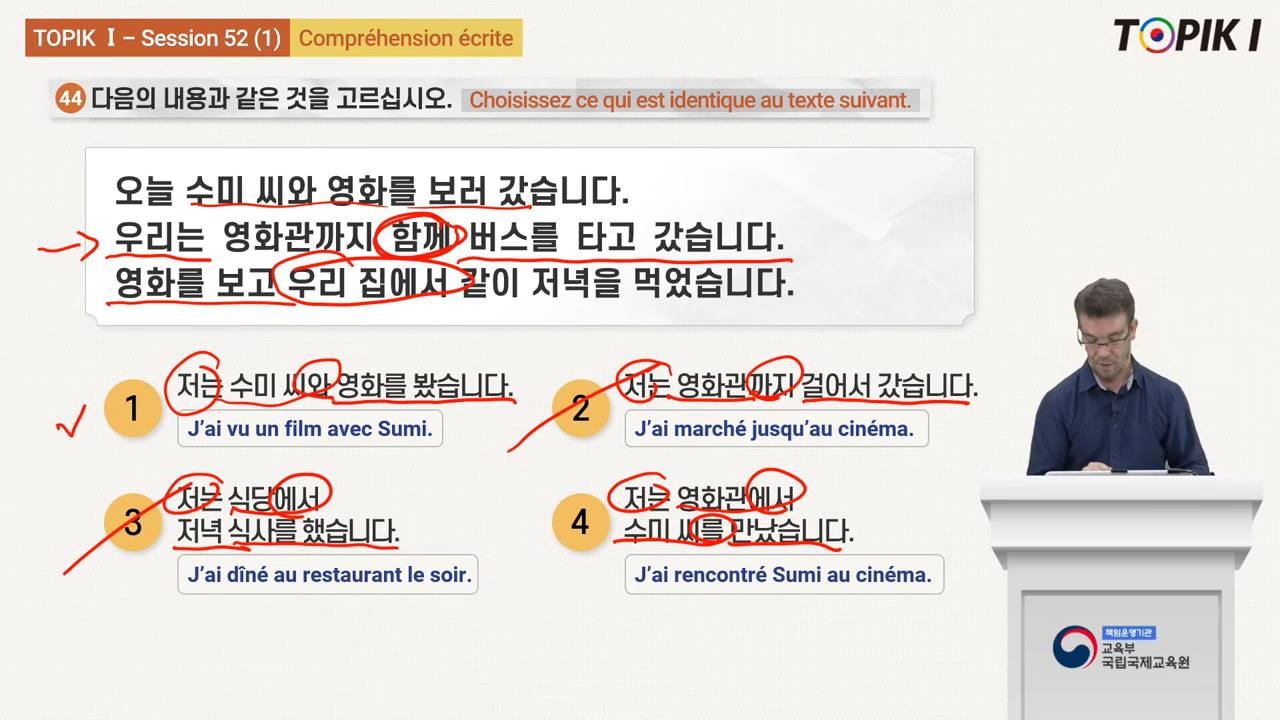 TOPIK Ⅰ – Session 52 (1) Compréhension écrite
TOPIK I
44 다음의 내용과 같은 것을 고르십시오. Choisissez ce qui est identique au texte suivant.
오늘 수미 씨와 영화를 보러 갔습니다.
우리는 영화관까지 함께 버스를 타고 갔습니다.
영화를 보고 우리 집에서 같이 저녁을 먹었습니다.
1 저는 수미 씨와 영화를 봤습니다.
J'ai vu un film avec Sumi.
2 저는 영화관까지 걸어서 갔습니다.
J'ai marché jusqu'au cinéma.
3 저는 식당에서
저녁 식사를 했습니다.
J'ai dîné au restaurant le soir.
4 저는 영화관에서
수미 씨를 만났습니다.
J'ai rencontré Sumi au cinéma.
책임운영기관
교육부
국립국제교육원